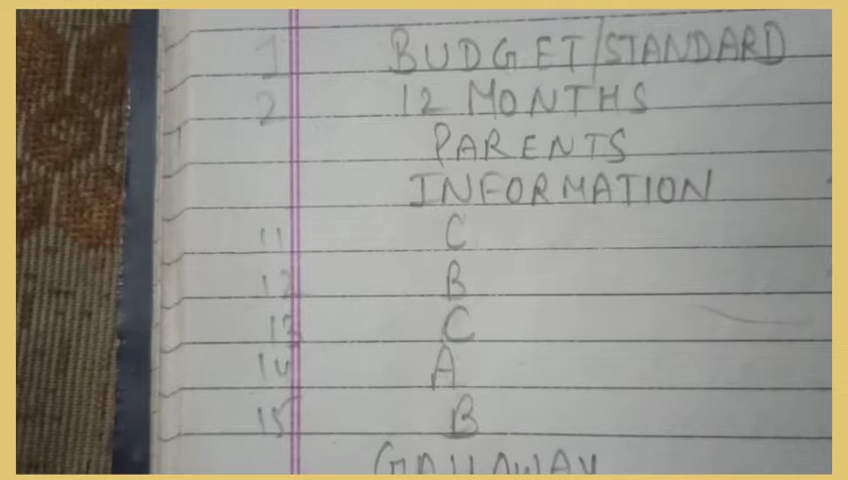 1 BUDGET/STANDARD
2 12 MONTHS
PARENTS
INFORMATION
11 C
12 B
13 C
14 A
15 B